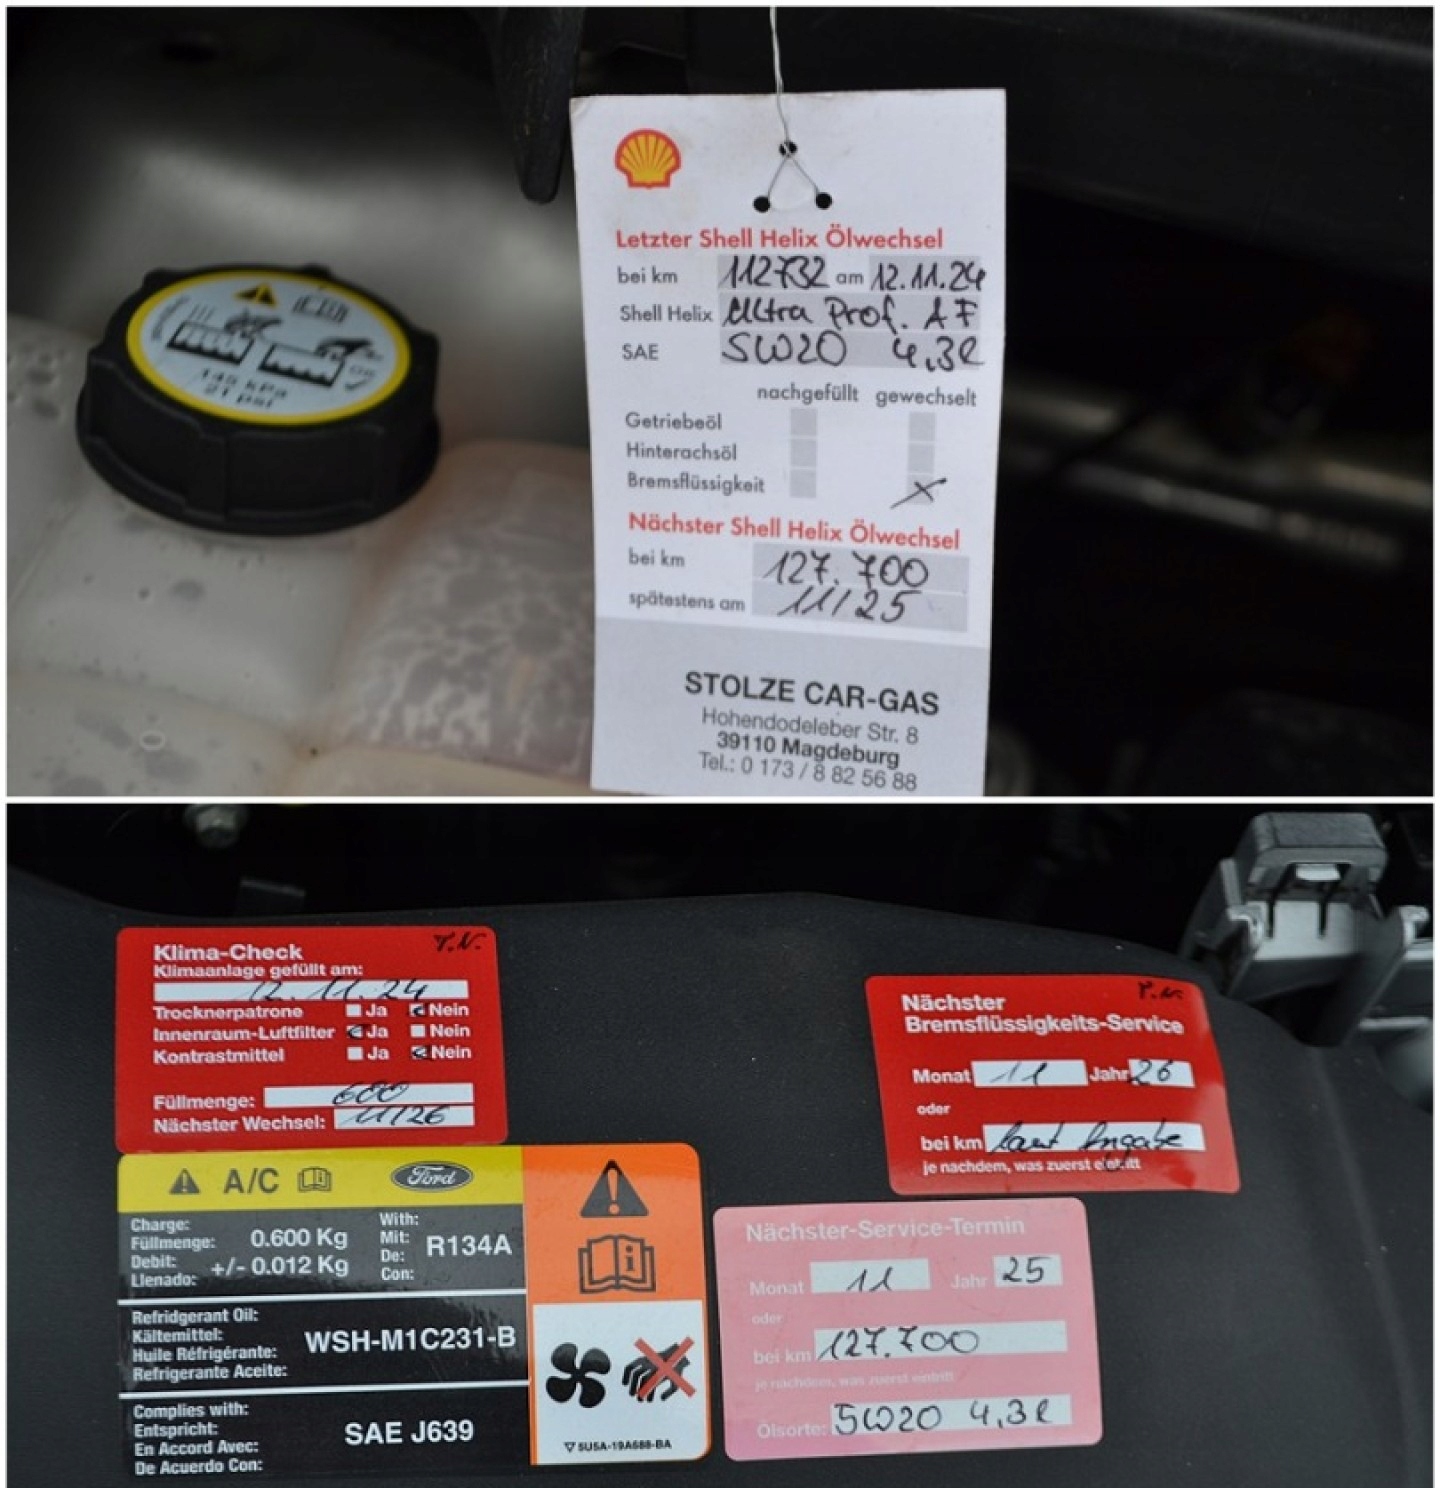 145 kPa
21 psi
Letzter Shell Helix Ölwechsel
bei km 112732 am 12.11.24
Shell Helix Ultra Prof. AF
SAE 5W20 4,3l
nachgefüllt gewechselt
Getriebeöl
Hinterachsöl
Bremsflüssigkeit
Nächster Shell Helix Ölwechsel
bei km 127.700
spätestens am 11/25
STOLZE CAR-GAS
Hohendodeleber Str. 8
39110 Magdeburg
Tel.: 0 173 / 8 82 56 88
Klima-Check
Klimaanlage gefüllt am:
12.11.24
Trocknerpatrone Ja Nein
Innenraum-Luftfilter Ja Nein
Kontrastmittel Ja Nein
Füllmenge: 600
Nächster Wechsel: 11/26
Nächster
Bremsflüssigkeits-Service
Monat 11 Jahr 26
oder
bei km laut Angabe
je nachdem, was zuerst eintritt
A/C Ford
Charge:
Füllmenge: 0.600 Kg
Debit:
Llenado: +/- 0.012 Kg
With:
Mit:
De:
Con:
R134A
Refridgerant Oil:
Kältemittel:
Huile Réfrigérante:
Refrigerante Aceite:
WSH-M1C231-B
Complies with:
Entspricht:
En Accord Avec:
De Acuerdo Con:
SAE J639
5U5A-19A688-BA
Nächster-Service-Termin
Monat 11 Jahr 25
oder
bei km 127.700
je nachdem, was zuerst eintritt
Ölsorte: 5W20 4,3l